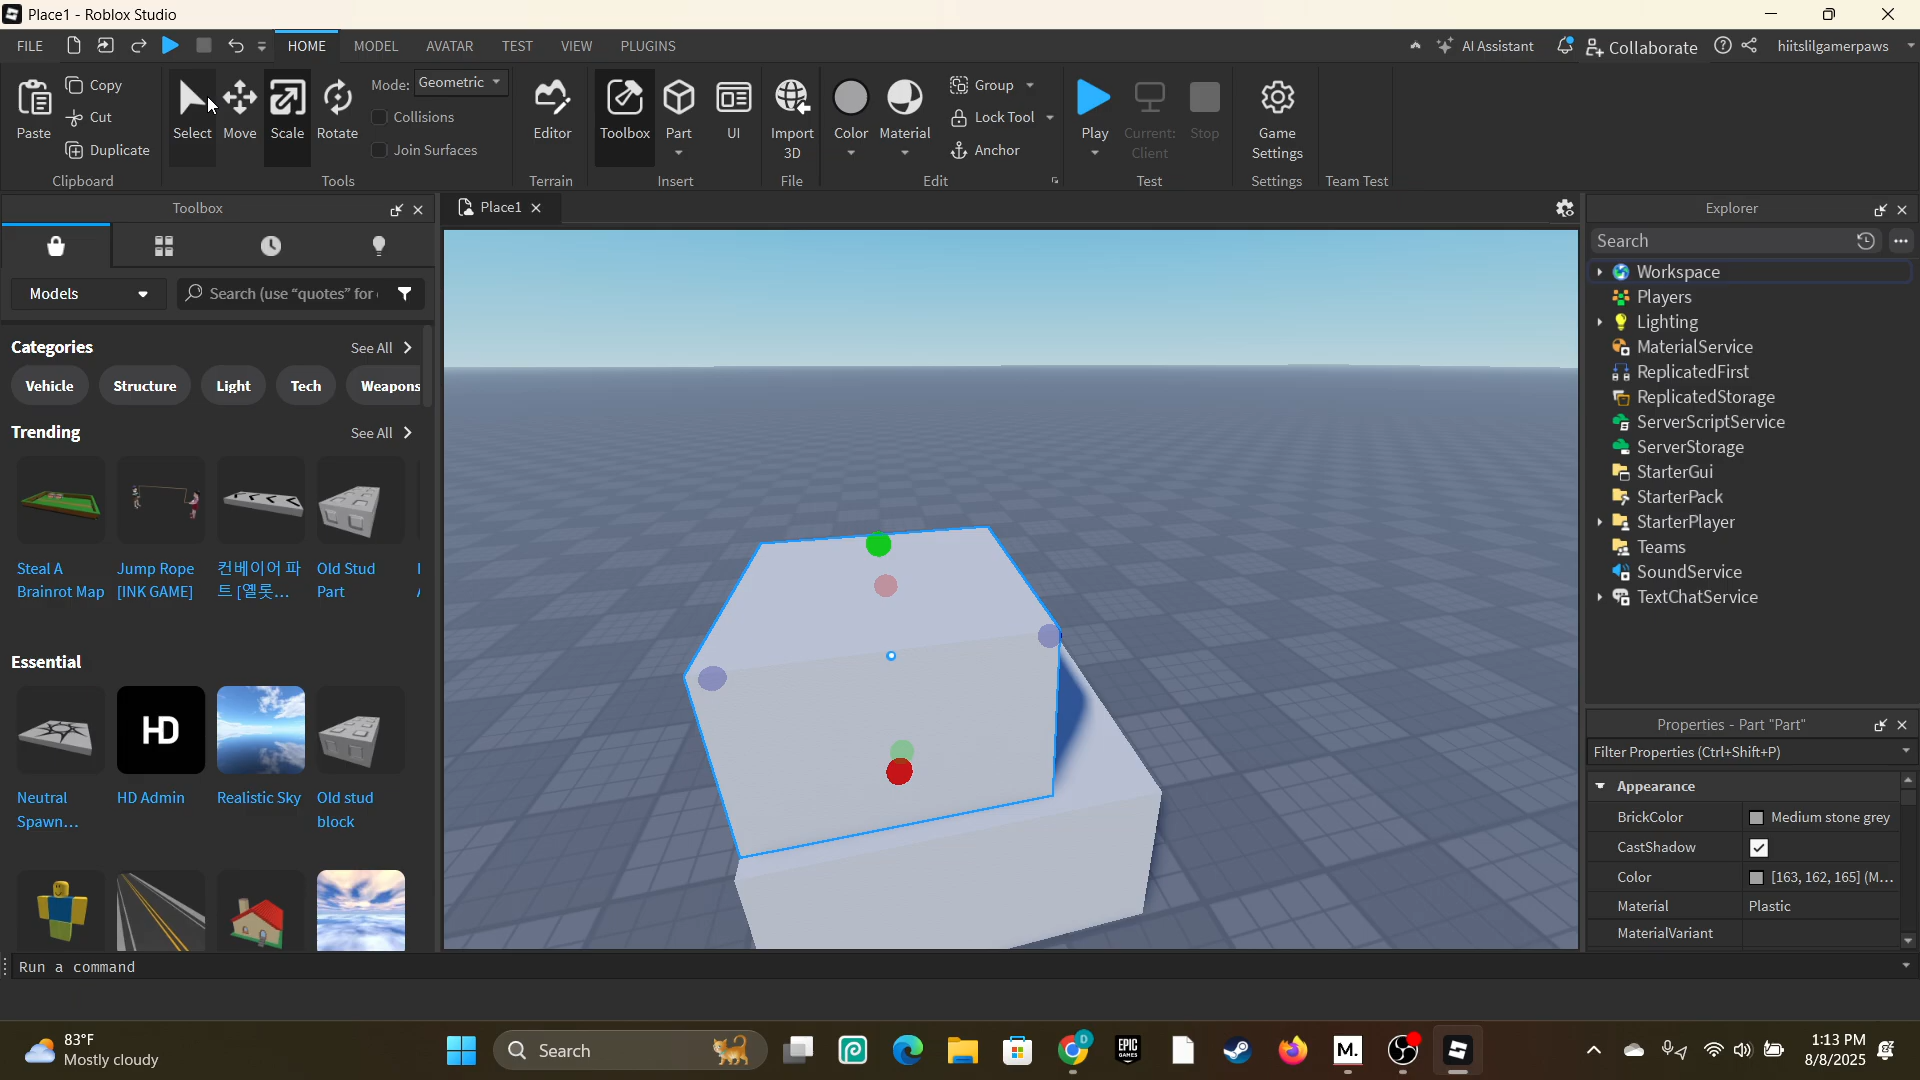 Place1 - Roblox Studio
FILE
HOME
MODEL
AVATAR
TEST
VIEW
PLUGINS
AI Assistant
Collaborate
hiitslilgamerpaws
Paste
Copy
Cut
Duplicate
Clipboard
Select
Move
Scale
Rotate
Mode: Geometric
Collisions
Join Surfaces
Tools
Editor
Terrain
Toolbox
Part
UI
Insert
Import
3D
File
Color
Material
Group
Lock Tool
Anchor
Edit
Play
Current:
Client
Stop
Test
Game
Settings
Settings
Team Test
Toolbox
Models
Search (use “quotes” for
Categories
See All
Vehicle
Structure
Light
Tech
Weapons
Trending
See All
Steal A
Brainrot Map
Jump Rope
[INK GAME]
컨베이어 파
트 [옐롯...
Old Stud
Part
Essential
HD
Neutral
Spawn...
HD Admin
Realistic Sky
Old stud
block
Place1
Explorer
Search
Workspace
Players
Lighting
MaterialService
ReplicatedFirst
ReplicatedStorage
ServerScriptService
ServerStorage
StarterGui
StarterPack
StarterPlayer
Teams
SoundService
TextChatService
Properties - Part "Part"
Filter Properties (Ctrl+Shift+P)
Appearance
BrickColor
Medium stone grey
CastShadow
Color
[163, 162, 165] (M...
Material
Plastic
MaterialVariant
Run a command
83°F
Mostly cloudy
Search
D
EPIC
GAMES
M.
1:13 PM
8/8/2025